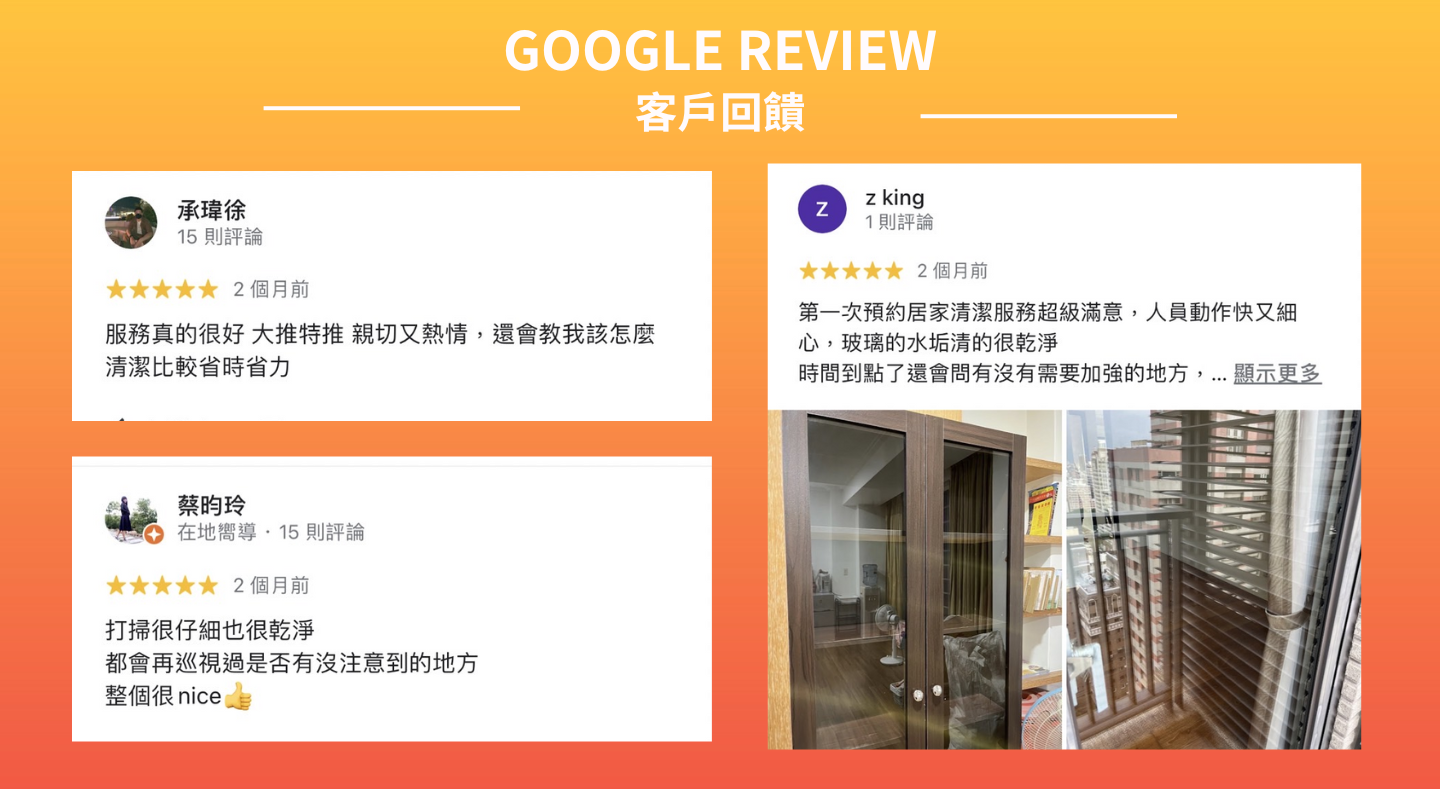 GOOGLE REVIEW
客戶回饋
承瑋徐
15 則評論
2 個月前
服務真的很好 大推特推 親切又熱情，還會教我該怎麼
清潔比較省時省力
蔡昀玲
在地嚮導・15 則評論
2 個月前
打掃很仔細也很乾淨
都會再巡視過是否有沒注意到的地方
整個很nice👍
Z
z king
1 則評論
2 個月前
第一次預約居家清潔服務超級滿意，人員動作快又細
心，玻璃的水垢清的很乾淨
時間到點了還會問有沒有需要加強的地方，... 顯示更多